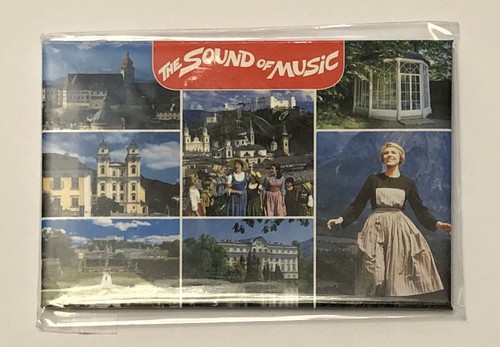 THE SOUND OF MUSIC